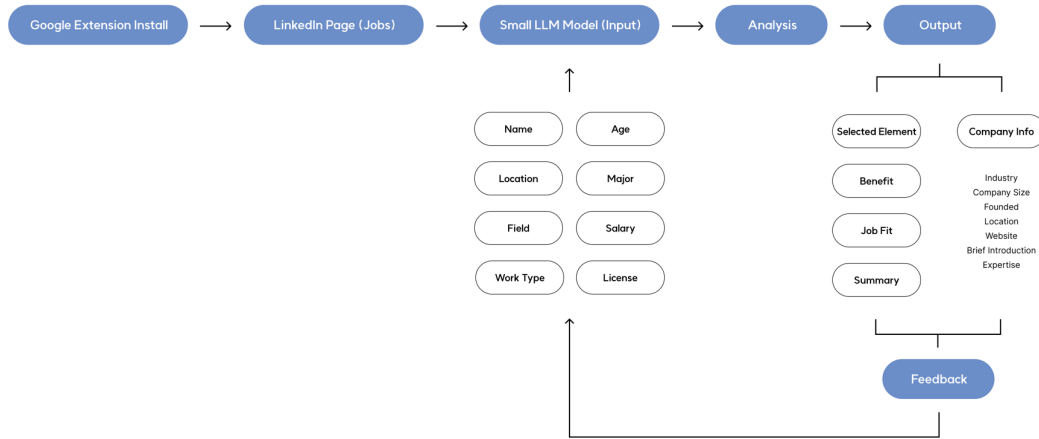 Google Extension Install
LinkedIn Page (Jobs)
Small LLM Model (Input)
Analysis
Output
Name
Age
Location
Major
Field
Salary
Work Type
License
Selected Element
Benefit
Job Fit
Summary
Company Info
Industry
Company Size
Founded
Location
Website
Brief Introduction
Expertise
Feedback